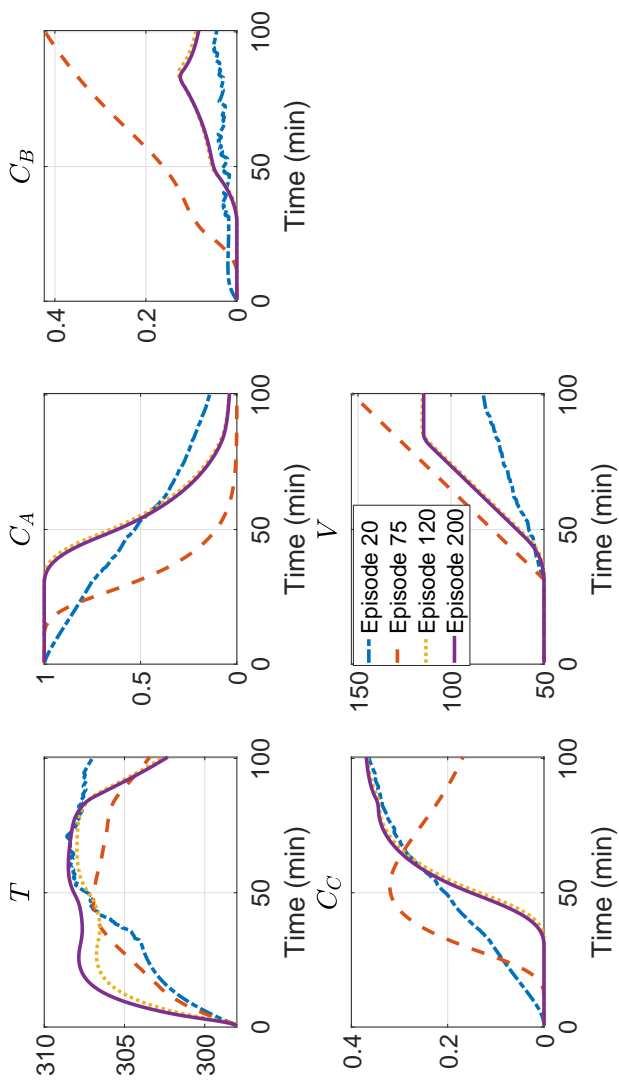 T
310
305
300
0 50 100
Time (min)
C_A
1
0.5
0
0 50 100
Time (min)
C_B
0.4
0.2
0
0 50 100
Time (min)
C_C
0.4
0.2
0
0 50 100
Time (min)
V
150
100
50
0 50 100
Time (min)
Episode 20
Episode 75
Episode 120
Episode 200